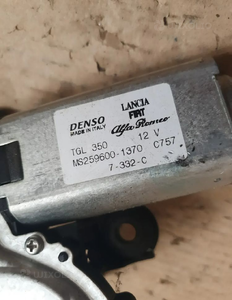 DENSO LANCIA
MADE IN ITALY FIAT
Alfa Romeo
TGL 350 12 V
MS259600-1370 C757
7-332-C